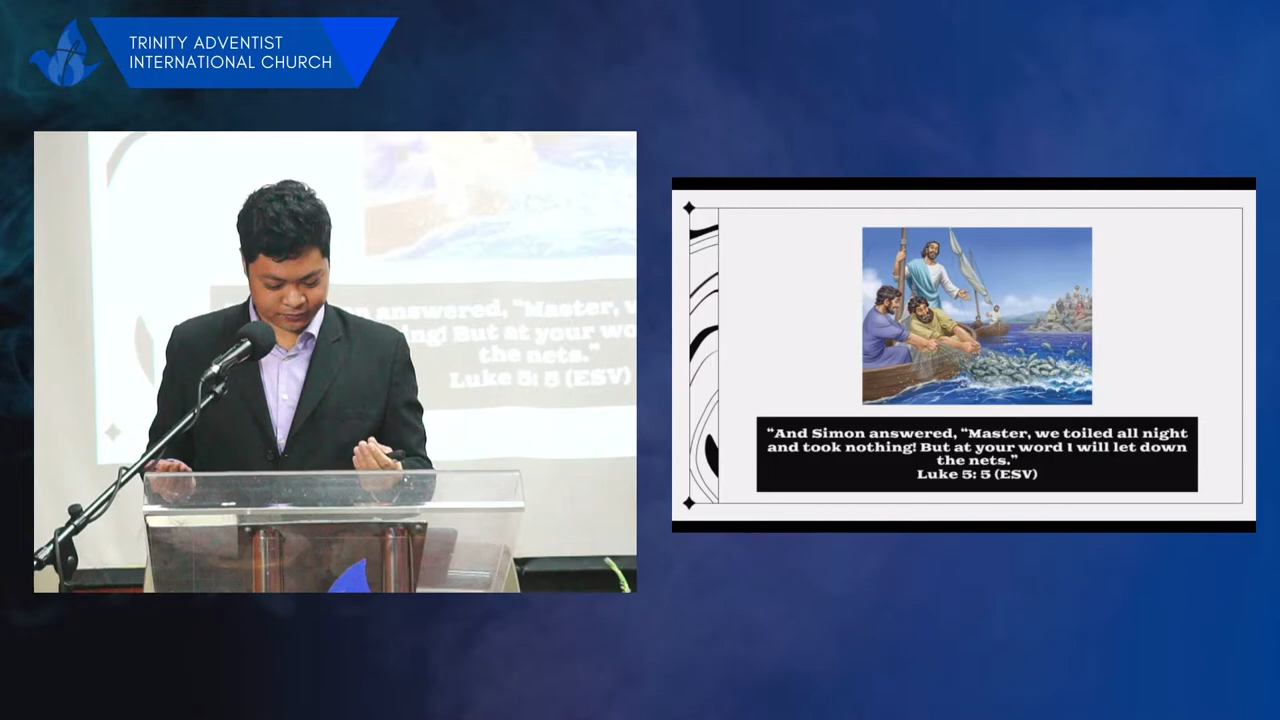 TRINITY ADVENTIST
INTERNATIONAL CHURCH
answered, “Master,
But at your
the nets.”
Luke 5: 5 (ESV)
“And Simon answered, “Master, we toiled all night
and took nothing! But at your word I will let down
the nets.”
Luke 5: 5 (ESV)